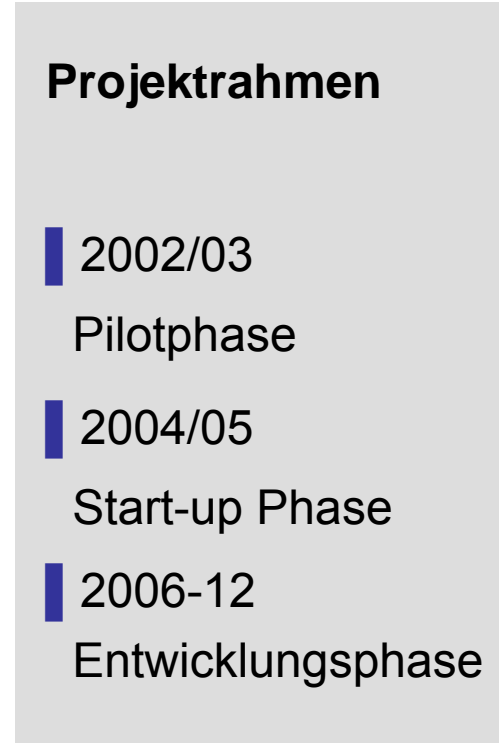 Projektrahmen
2002/03
Pilotphase
2004/05
Start-up Phase
2006-12
Entwicklungsphase